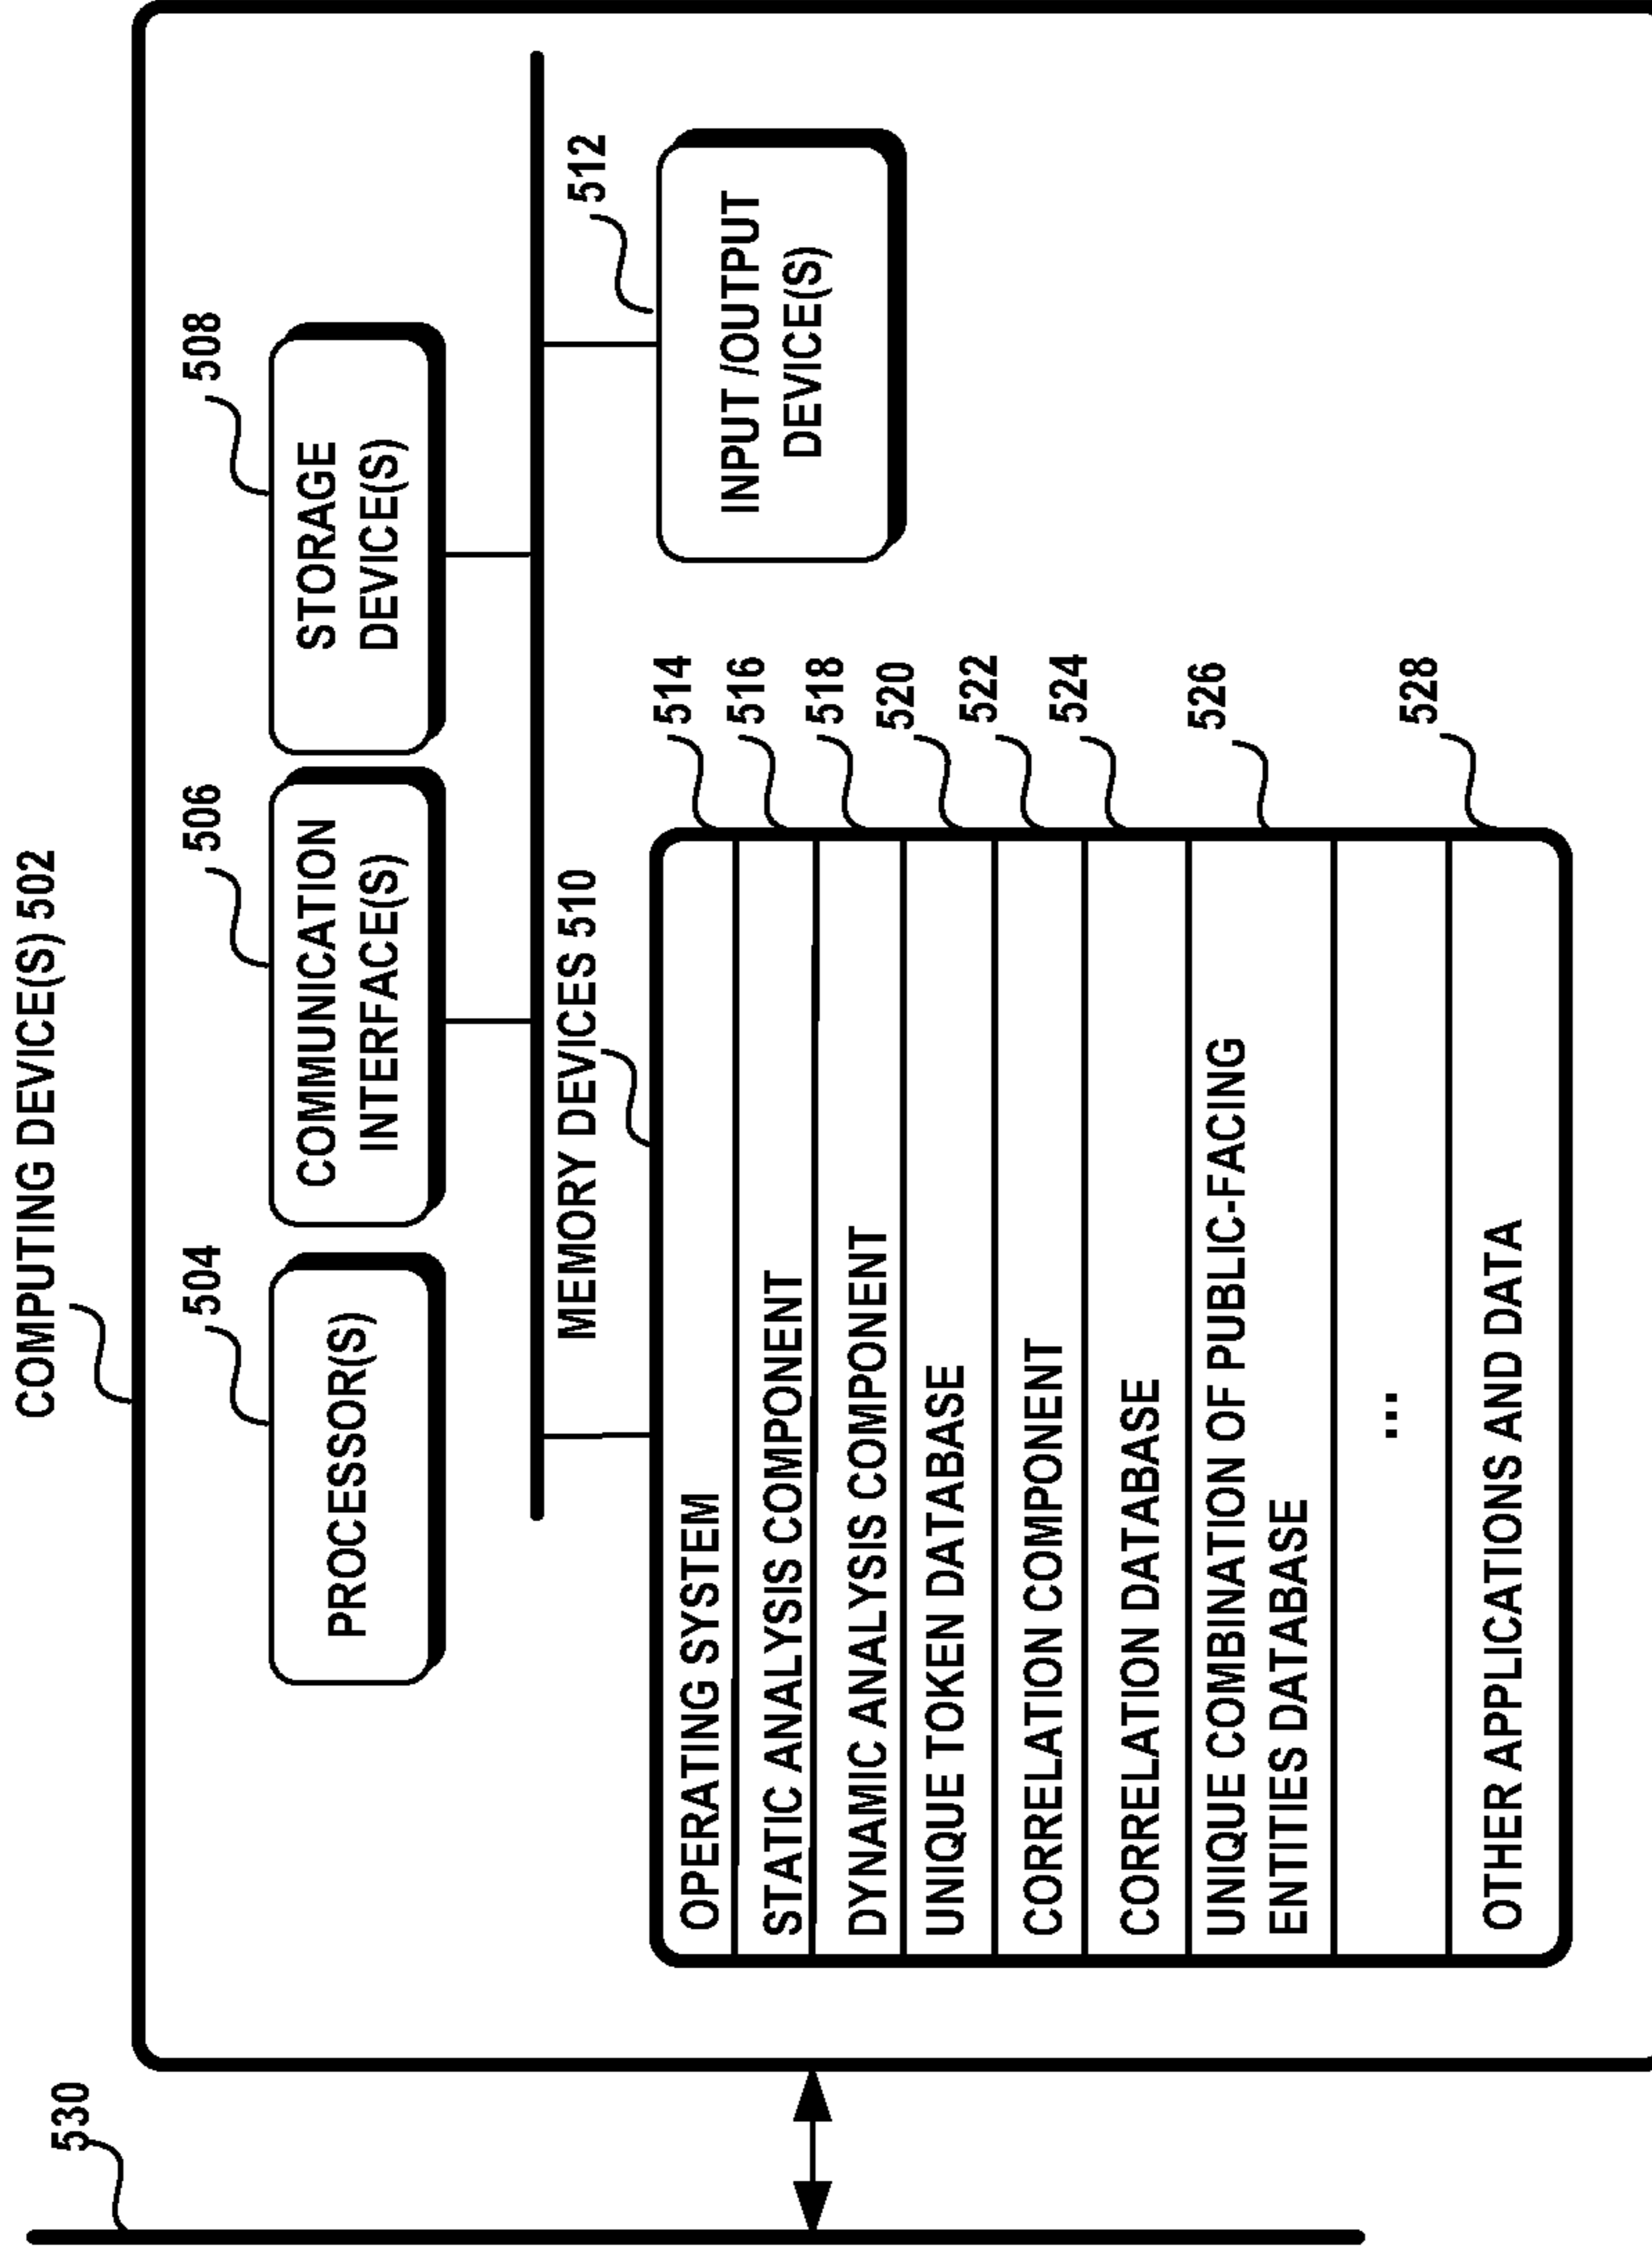 COMPUTING DEVICE(S) 502
530
504
506
508
PROCESSOR(S)
COMMUNICATION
INTERFACE(S)
STORAGE
DEVICE(S)
MEMORY DEVICES 510
512
INPUT /OUTPUT
DEVICE(S)
OPERATING SYSTEM
514
STATIC ANALYSIS COMPONENT
516
DYNAMIC ANALYSIS COMPONENT
518
UNIQUE TOKEN DATABASE
520
CORRELATION COMPONENT
522
CORRELATION DATABASE
524
UNIQUE COMBINATION OF PUBLIC-FACING
ENTITIES DATABASE
526
...
OTHER APPLICATIONS AND DATA
528